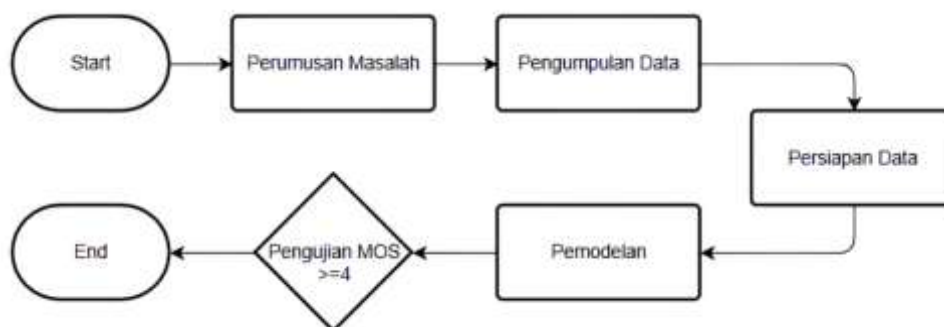 Start
Perumusan Masalah
Pengumpulan Data
Persiapan Data
Pemodelan
Pengujian MOS
>=4
End